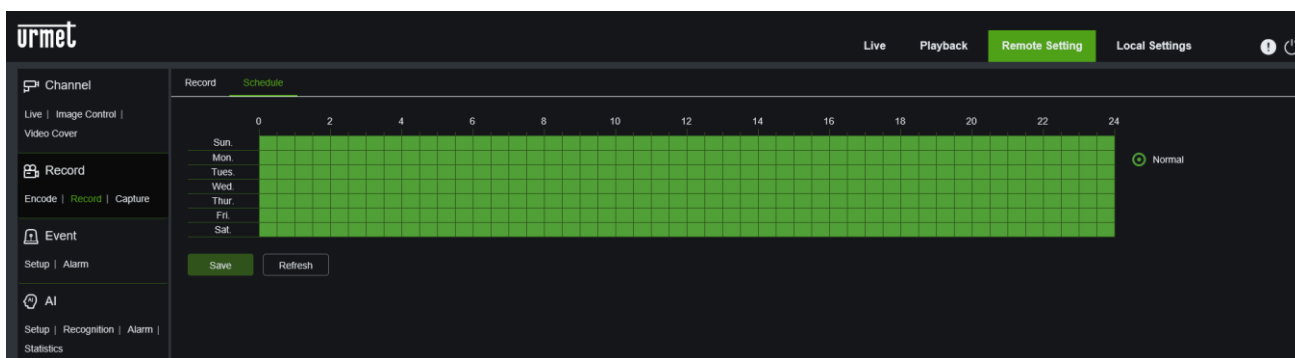 urmet
Live Playback Remote Setting Local Settings
Channel
Live | Image Control |
Video Cover
Record
Encode | Record | Capture
Event
Setup | Alarm
AI
Setup | Recognition | Alarm |
Statistics
Record Schedule
0 2 4 6 8 10 12 14 16 18 20 22 24
Sun.
Mon.
Tues.
Wed.
Thur.
Fri.
Sat.
Normal
Save Refresh